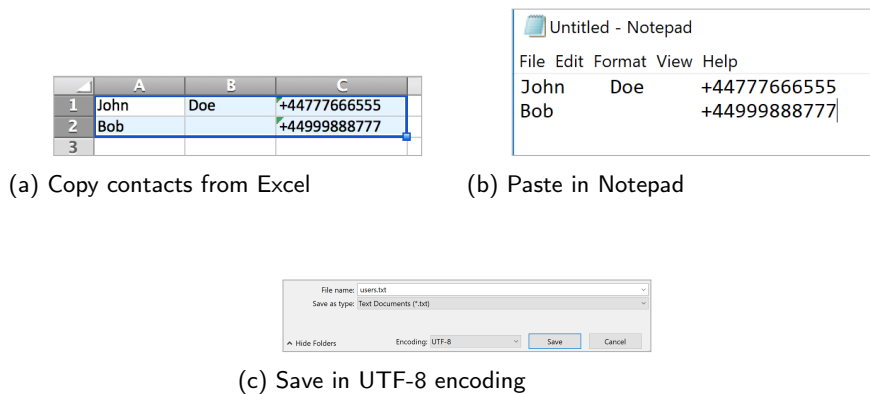 A B C
1 John Doe +44777666555
2 Bob +44999888777
3
(a) Copy contacts from Excel
Untitled - Notepad
File Edit Format View Help
John Doe +44777666555
Bob +44999888777
(b) Paste in Notepad
File name: users.txt
Save as type: Text Documents (*.txt)
Hide Folders Encoding: UTF-8 Save Cancel
(c) Save in UTF-8 encoding